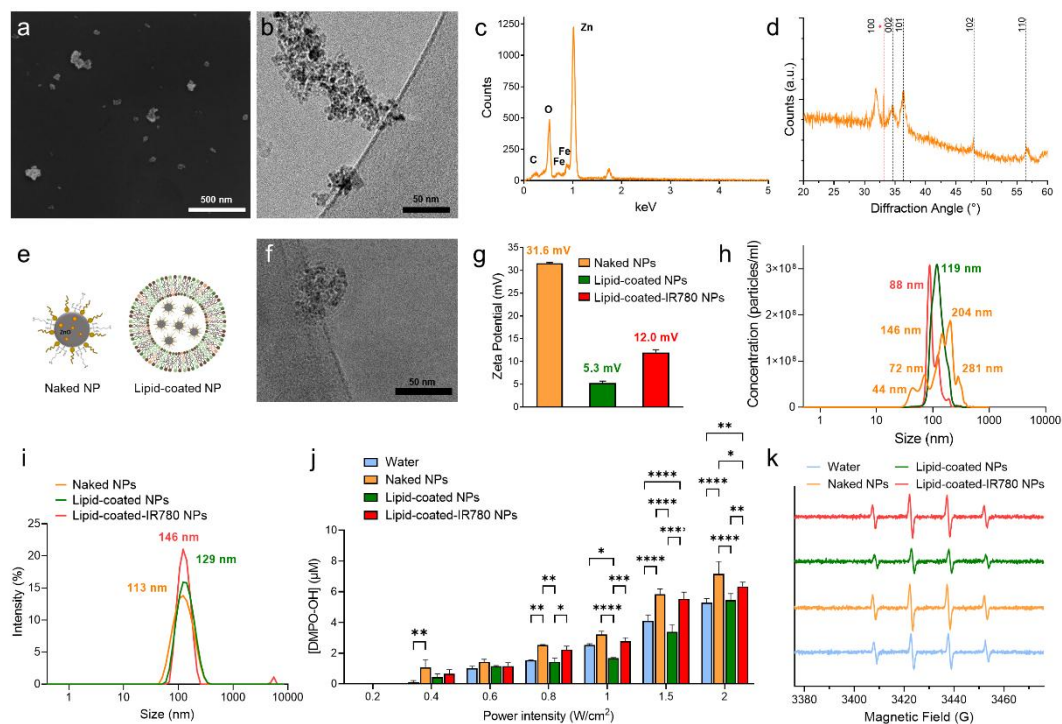 a
500 nm
b
50 nm
c
Counts
1250
1000
750
500
250
0
C
O
Fe
Fe
Zn
0
1
2
3
4
5
keV
d
Counts (a.u.)
100
*
002
101
102
110
20
25
30
35
40
45
50
55
60
Diffraction Angle (°)
e
ZnO
Naked NP
Lipid-coated NP
f
50 nm
g
Zeta Potential (mV)
35
30
25
20
15
10
5
0
31.6 mV
5.3 mV
12.0 mV
Naked NPs
Lipid-coated NPs
Lipid-coated-IR780 NPs
h
Concentration (particles/ml)
3×10⁸
2×10⁸
1×10⁸
0
119 nm
88 nm
204 nm
146 nm
72 nm
281 nm
44 nm
1
10
100
1000
10000
Size (nm)
i
Naked NPs
Lipid-coated NPs
Lipid-coated-IR780 NPs
Intensity (%)
25
20
15
10
5
0
146 nm
129 nm
113 nm
1
10
100
1000
10000
Size (nm)
j
Water
Naked NPs
Lipid-coated NPs
Lipid-coated-IR780 NPs
[DMPO-OH] (µM)
8
6
4
2
0
**
**
**
*
*
***
****
****
****
****
****
**
*
****
**
****
0.2
0.4
0.6
0.8
1
1.5
2
Power intensity (W/cm²)
k
Water
Naked NPs
Lipid-coated NPs
Lipid-coated-IR780 NPs
3380
3400
3420
3440
3460
Magnetic Field (G)